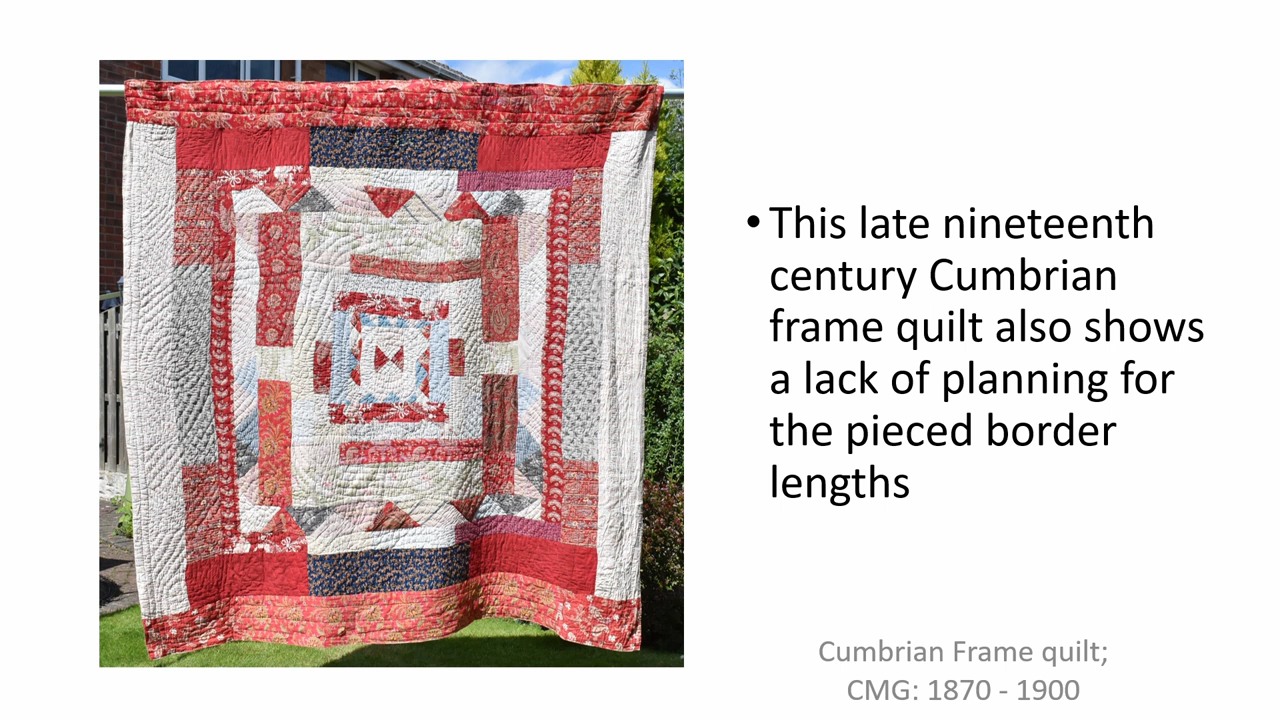 • This late nineteenth
century Cumbrian
frame quilt also shows
a lack of planning for
the pieced border
lengths
Cumbrian Frame quilt;
CMG: 1870 - 1900